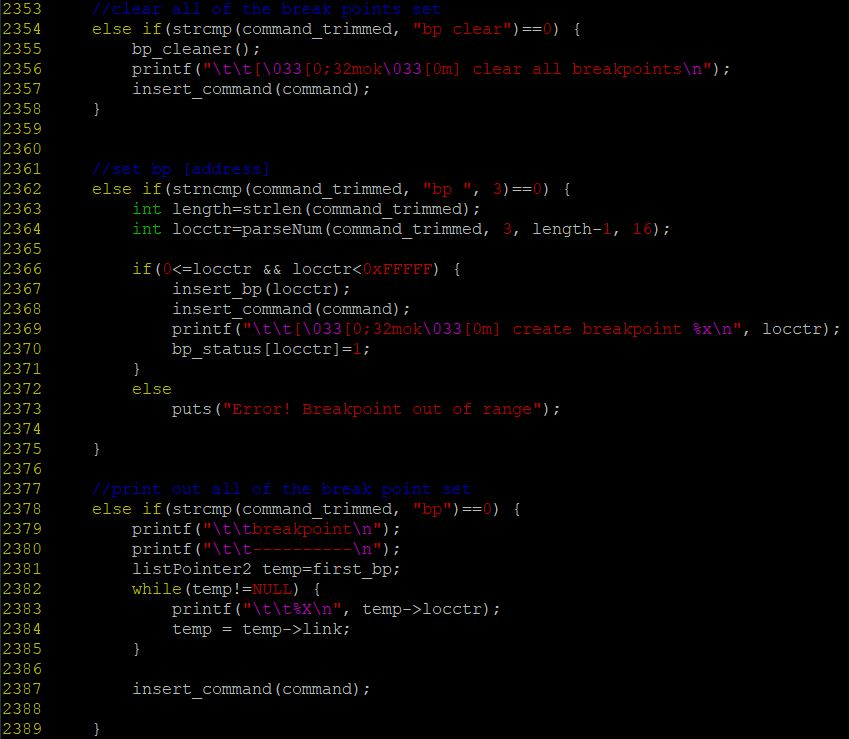 2353     //clear all of the break points set
2354     else if(strcmp(command_trimmed, "bp clear")==0) {
2355         bp_cleaner();
2356         printf("\t\t[\033[0;32mok\033[0m] clear all breakpoints\n");
2357         insert_command(command);
2358     }
2359
2360
2361     //set bp [address]
2362     else if(strncmp(command_trimmed, "bp ", 3)==0) {
2363         int length=strlen(command_trimmed);
2364         int locctr=parseNum(command_trimmed, 3, length-1, 16);
2365
2366         if(0<=locctr && locctr<0xFFFFF) {
2367             insert_bp(locctr);
2368             insert_command(command);
2369             printf("\t\t[\033[0;32mok\033[0m] create breakpoint %x\n", locctr);
2370             bp_status[locctr]=1;
2371         }
2372         else
2373             puts("Error! Breakpoint out of range");
2374
2375     }
2376
2377     //print out all of the break point set
2378     else if(strcmp(command_trimmed, "bp")==0) {
2379         printf("\t\tbreakpoint\n");
2380         printf("\t\t----------\n");
2381         listPointer2 temp=first_bp;
2382         while(temp!=NULL) {
2383             printf("\t\t%X\n", temp->locctr);
2384             temp = temp->link;
2385         }
2386
2387         insert_command(command);
2388
2389     }